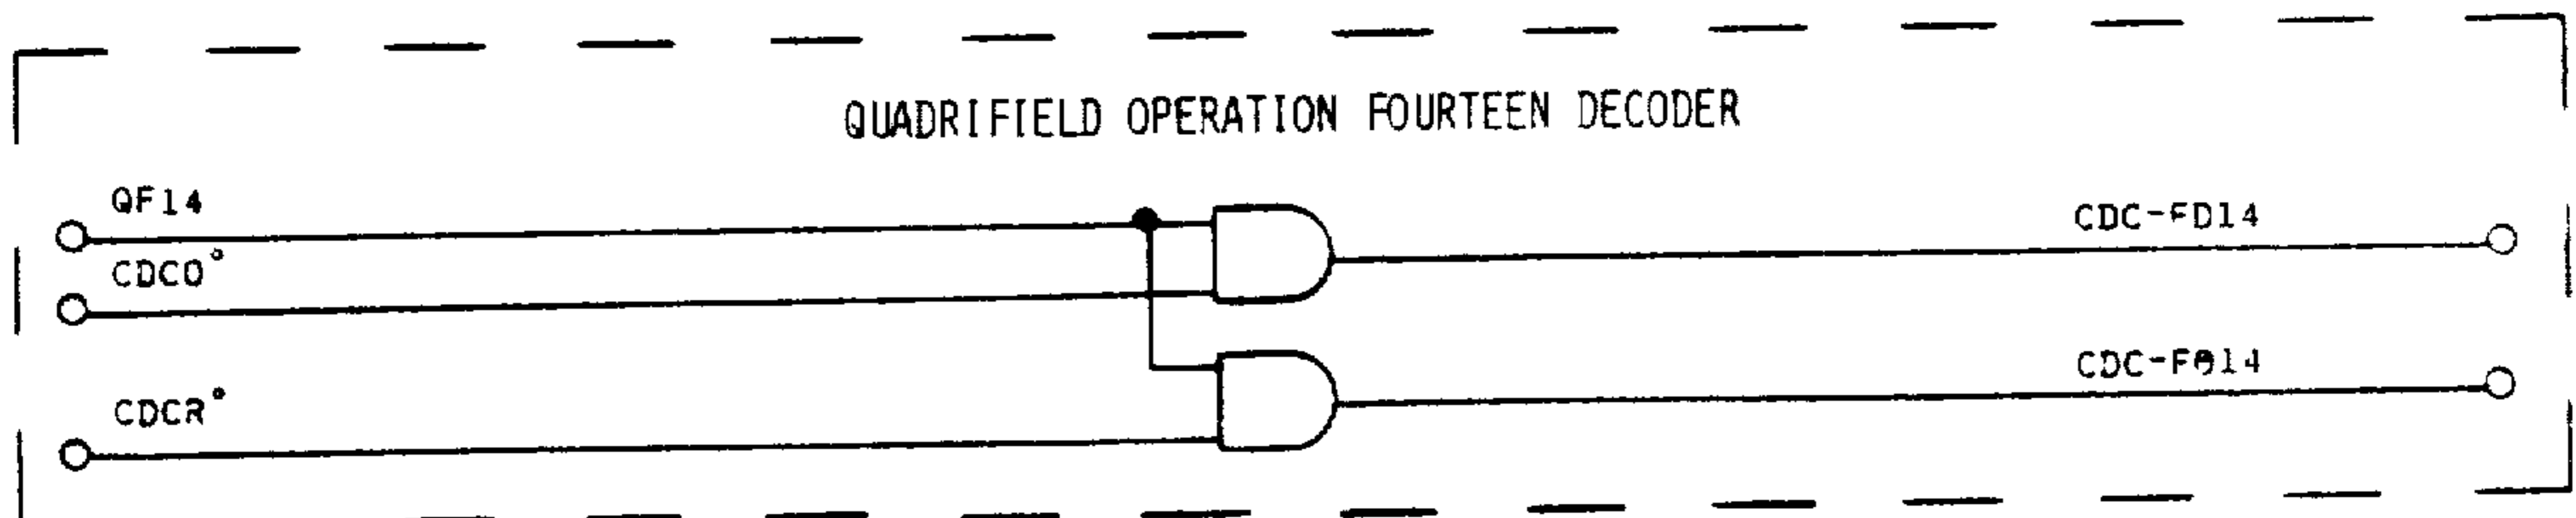 QUADRIFIELD OPERATION FOURTEEN DECODER
QF14
CDC-FD14
CDCO°
CDC-F014
CDCR°